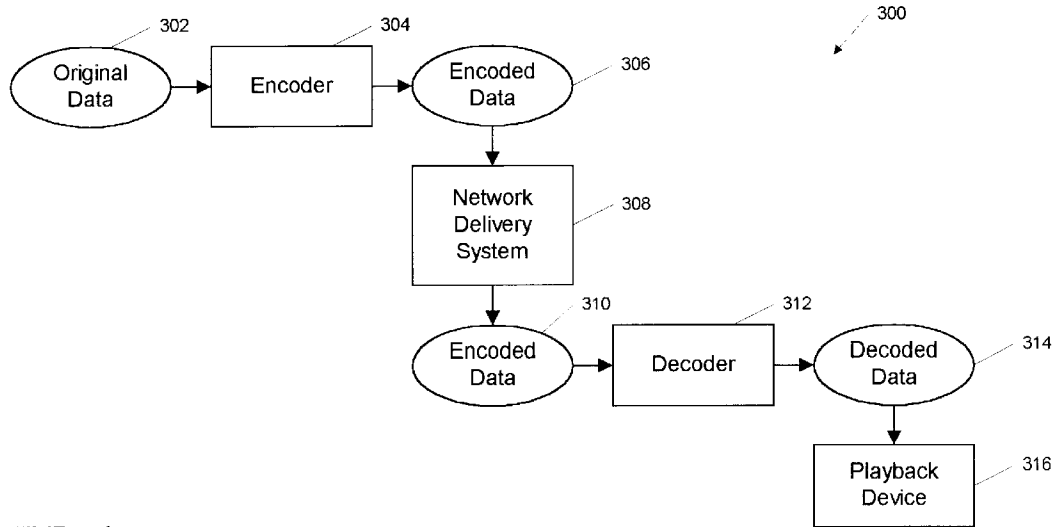 300
302
304
Original
Data
Encoder
Encoded
Data
306
Network
Delivery
System
308
310
312
Encoded
Data
Decoder
Decoded
Data
314
Playback
Device
316